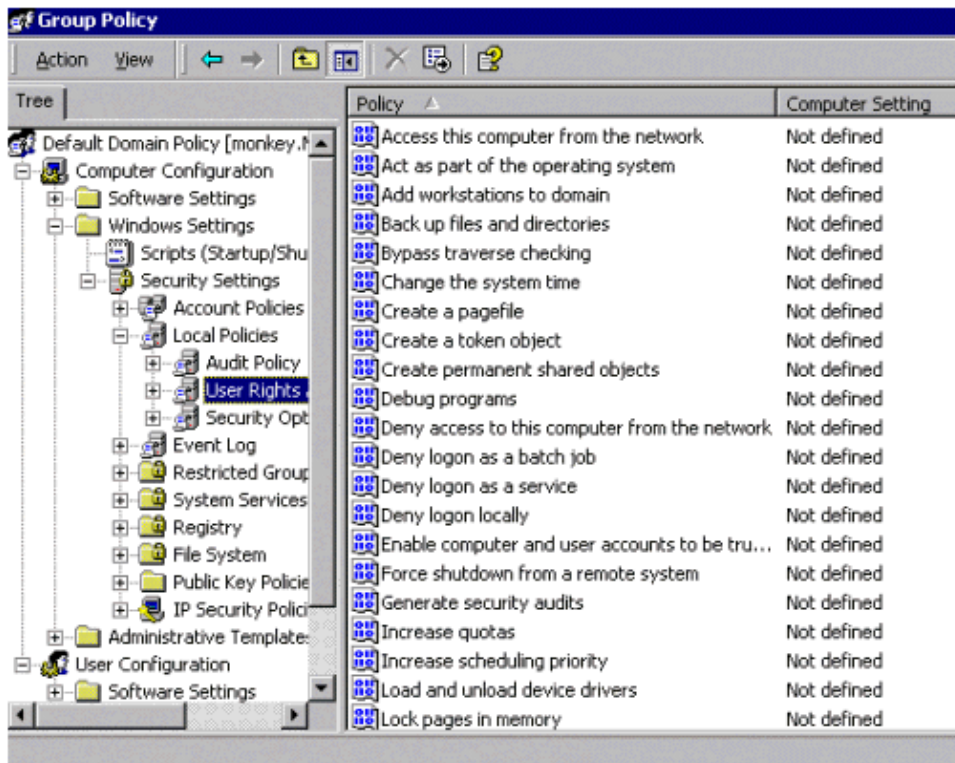 Group Policy
Action View
Tree
Policy Computer Setting
Default Domain Policy [monkey.
Computer Configuration
Software Settings
Windows Settings
Scripts (Startup/Shu
Security Settings
Account Policies
Local Policies
Audit Policy
User Rights
Security Opt
Event Log
Restricted Group
System Services
Registry
File System
Public Key Policie
IP Security Polici
Administrative Template
User Configuration
Software Settings
Access this computer from the network Not defined
Act as part of the operating system Not defined
Add workstations to domain Not defined
Back up files and directories Not defined
Bypass traverse checking Not defined
Change the system time Not defined
Create a pagefile Not defined
Create a token object Not defined
Create permanent shared objects Not defined
Debug programs Not defined
Deny access to this computer from the network Not defined
Deny logon as a batch job Not defined
Deny logon as a service Not defined
Deny logon locally Not defined
Enable computer and user accounts to be tru... Not defined
Force shutdown from a remote system Not defined
Generate security audits Not defined
Increase quotas Not defined
Increase scheduling priority Not defined
Load and unload device drivers Not defined
Lock pages in memory Not defined